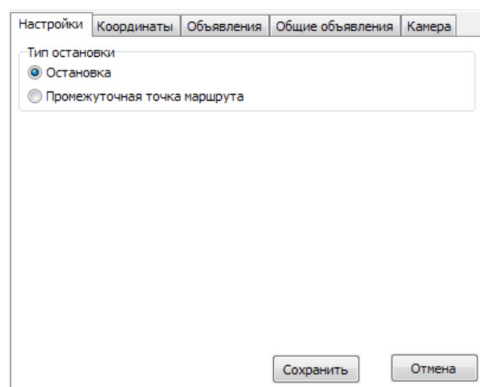 Настройки Координаты Объявления Общие объявления Камера
Тип остановки
Остановка
Промежуточная точка маршрута
Сохранить Отмена